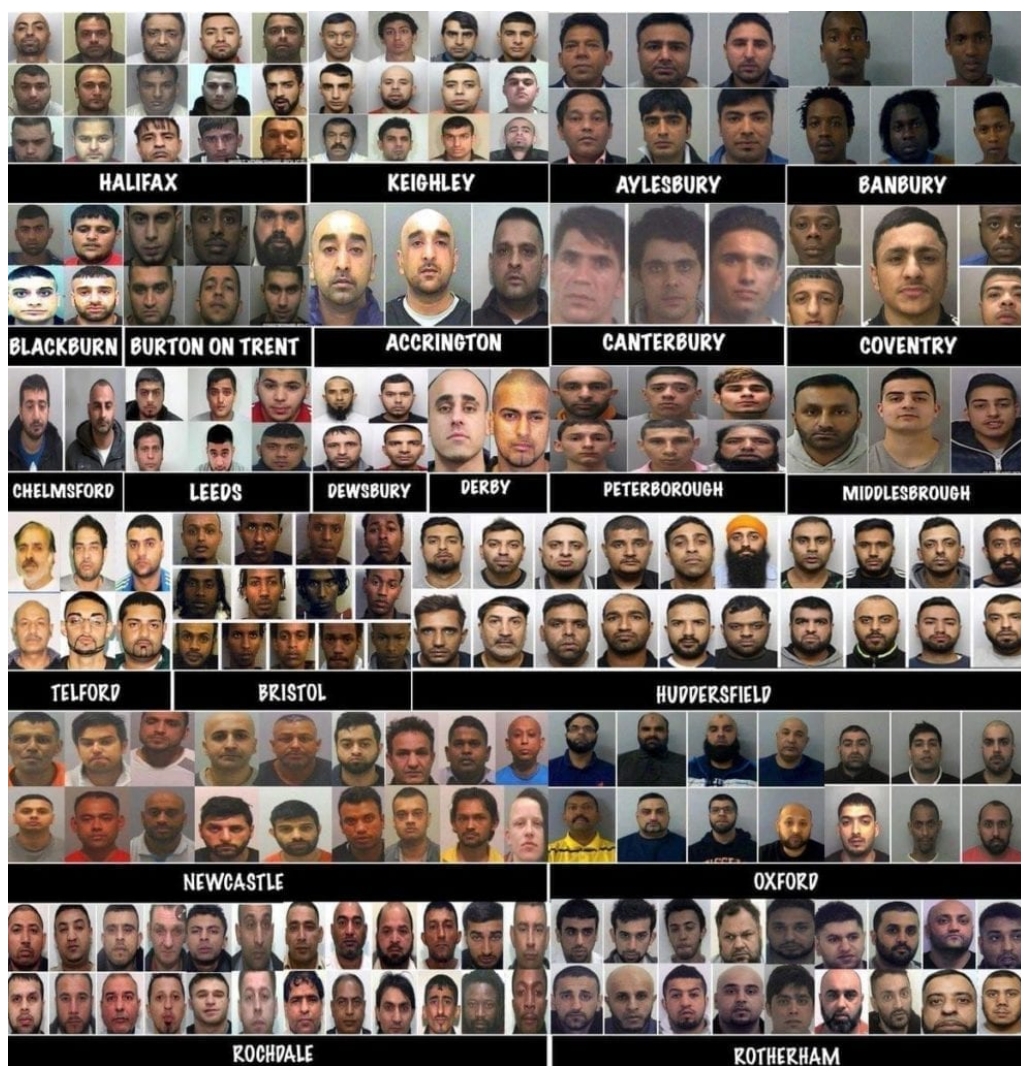 HALIFAX
KEIGHLEY
AYLESBURY
BANBURY
BLACKBURN
BURTON ON TRENT
ACCRINGTON
CANTERBURY
COVENTRY
CHELMSFORD
LEEDS
DEWSBURY
DERBY
PETERBOROUGH
MIDDLESBROUGH
TELFORD
BRISTOL
HUDDERSFIELD
NEWCASTLE
OXFORD
ROCHDALE
ROTHERHAM